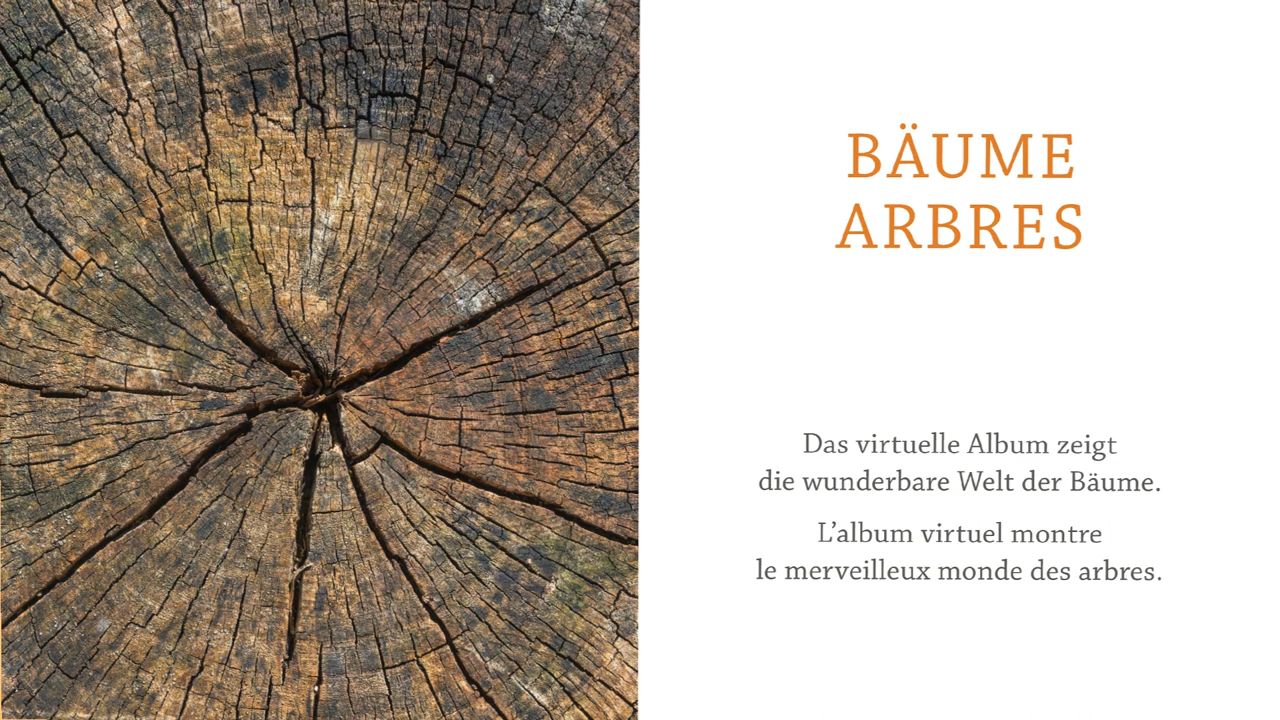 BÄUME
ARBRES
Das virtuelle Album zeigt
die wunderbare Welt der Bäume.
L’album virtuel montre
le merveilleux monde des arbres.